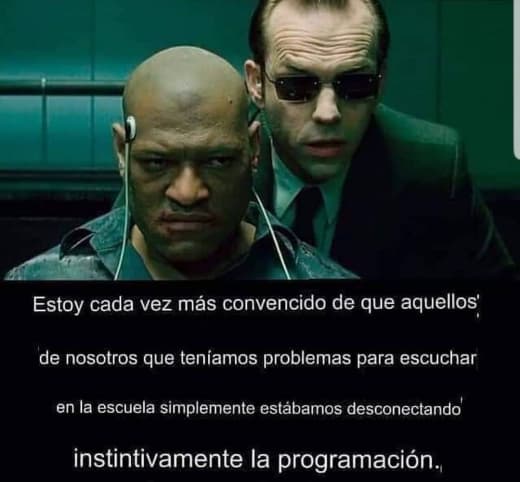 Estoy cada vez más convencido de que aquellos
de nosotros que teníamos problemas para escuchar
en la escuela simplemente estábamos desconectando
instintivamente la programación.